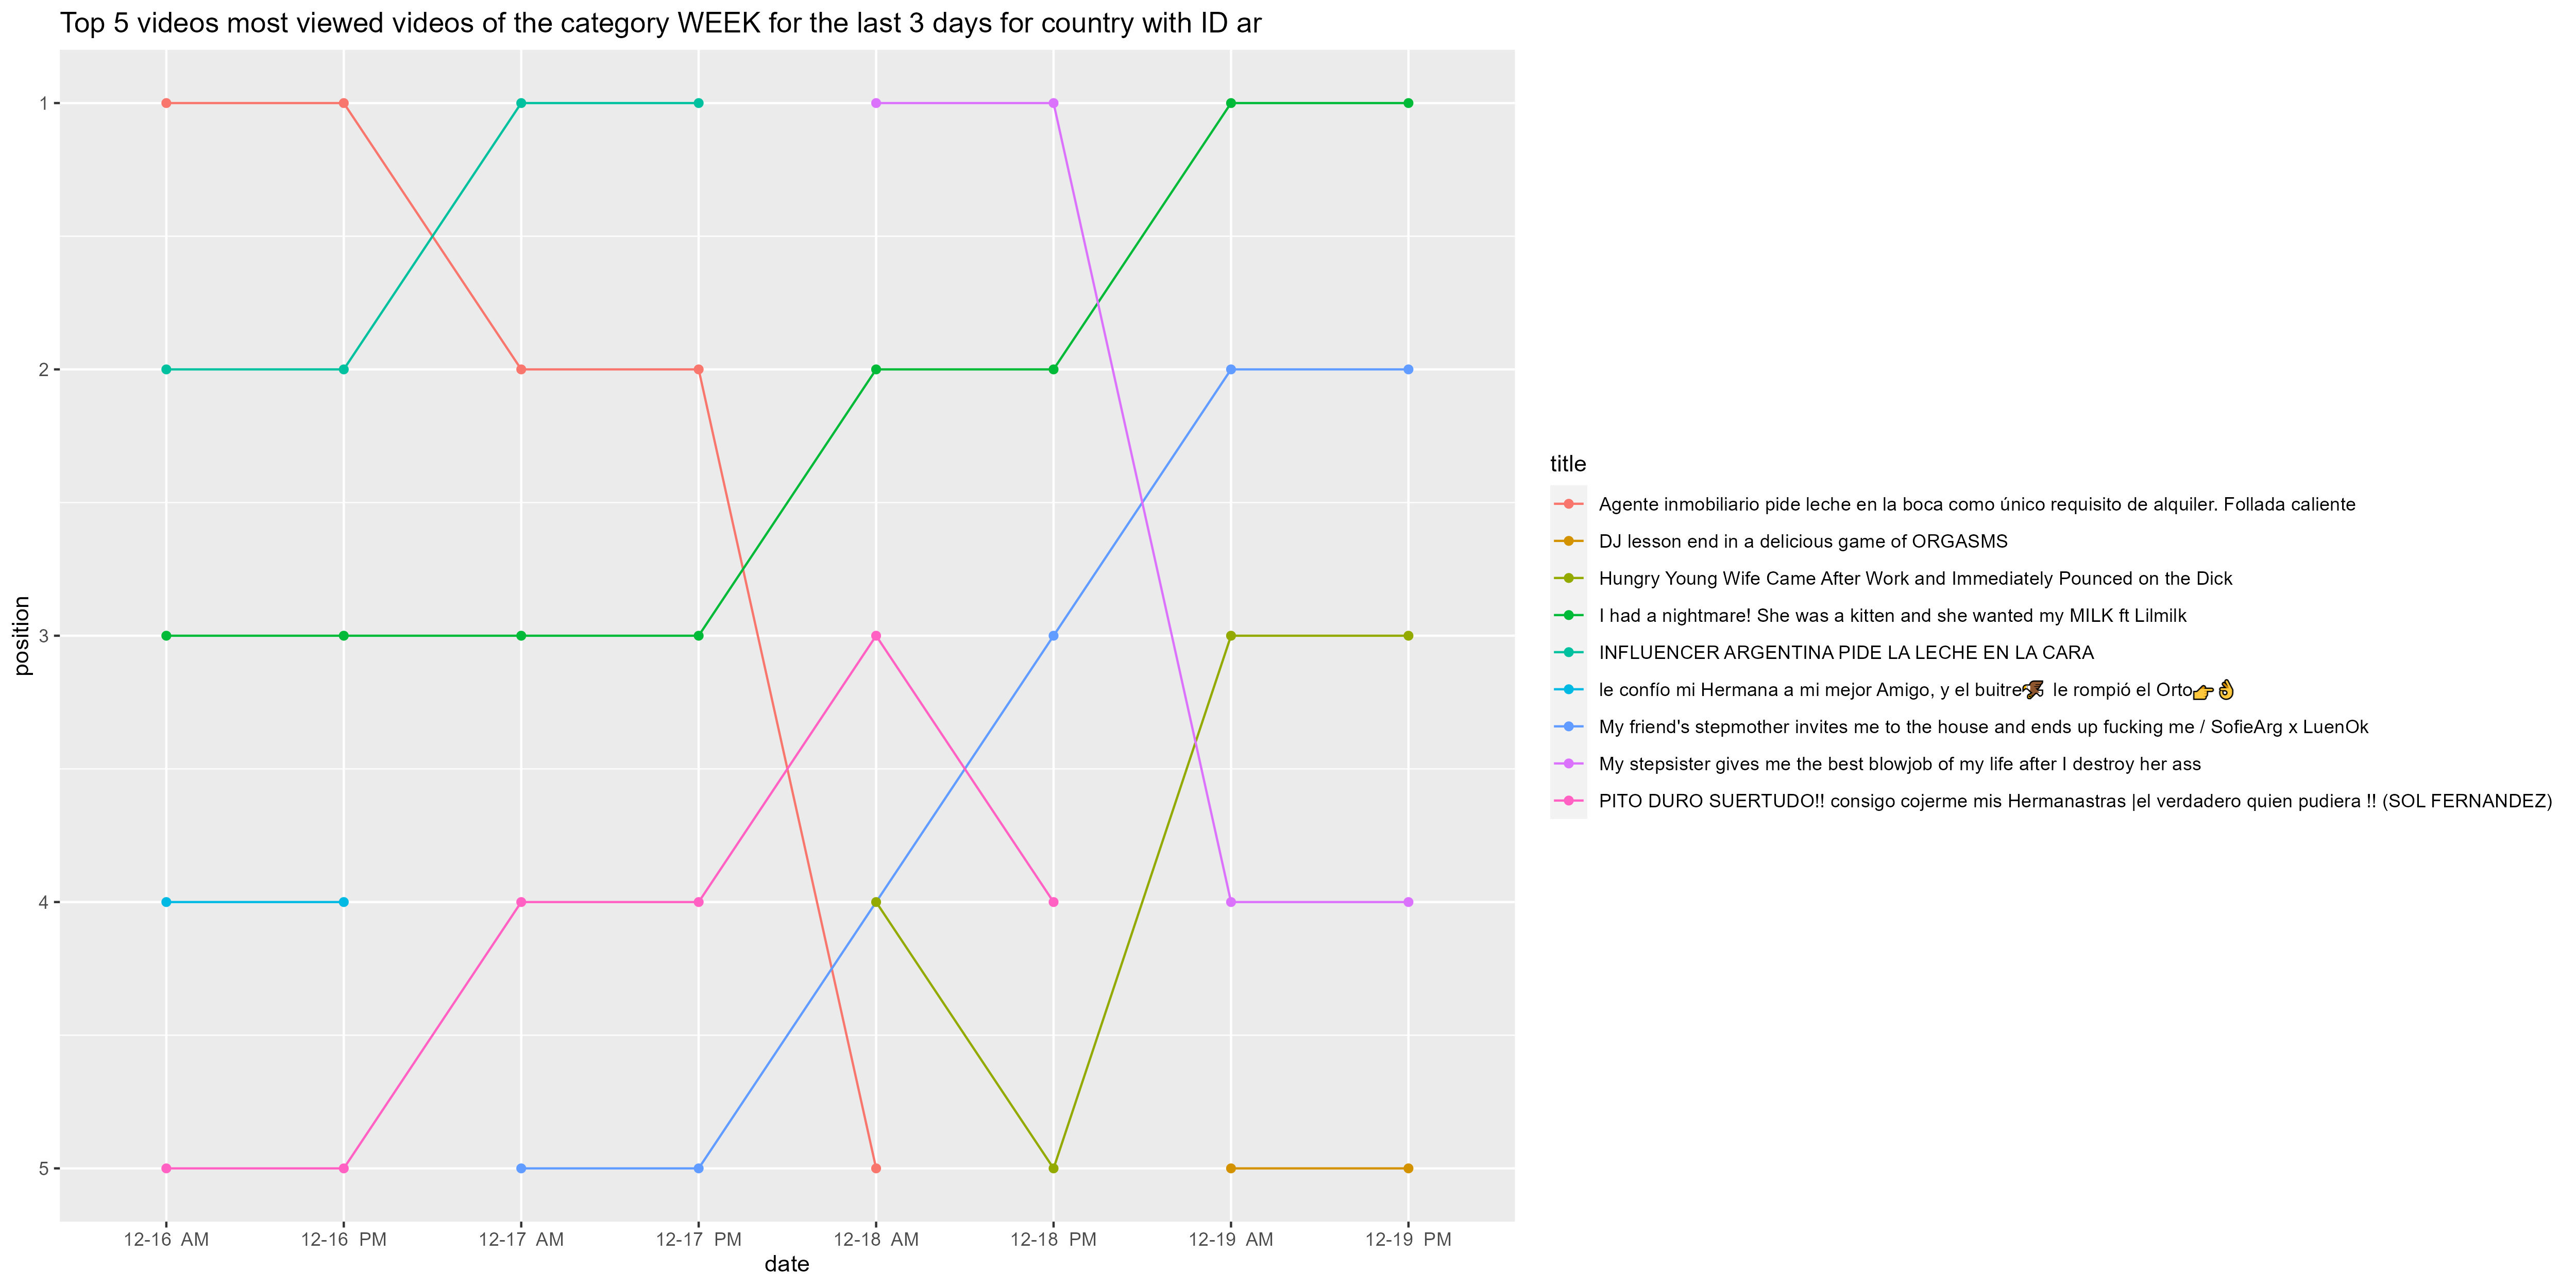 Top 5 videos most viewed videos of the category WEEK for the last 3 days for country with ID ar
position
1
2
3
4
5
12-16 AM
12-16 PM
12-17 AM
12-17 PM
12-18 AM
12-18 PM
12-19 AM
12-19 PM
date
title
Agente inmobiliario pide leche en la boca como único requisito de alquiler. Follada caliente
DJ lesson end in a delicious game of ORGASMS
Hungry Young Wife Came After Work and Immediately Pounced on the Dick
I had a nightmare! She was a kitten and she wanted my MILK ft Lilmilk
INFLUENCER ARGENTINA PIDE LA LECHE EN LA CARA
le confío mi Hermana a mi mejor Amigo, y el buitre🦅 le rompió el Orto👉👌
My friend's stepmother invites me to the house and ends up fucking me / SofieArg x LuenOk
My stepsister gives me the best blowjob of my life after I destroy her ass
PITO DURO SUERTUDO!! consigo cojerme mis Hermanastras |el verdadero quien pudiera !! (SOL FERNANDEZ)